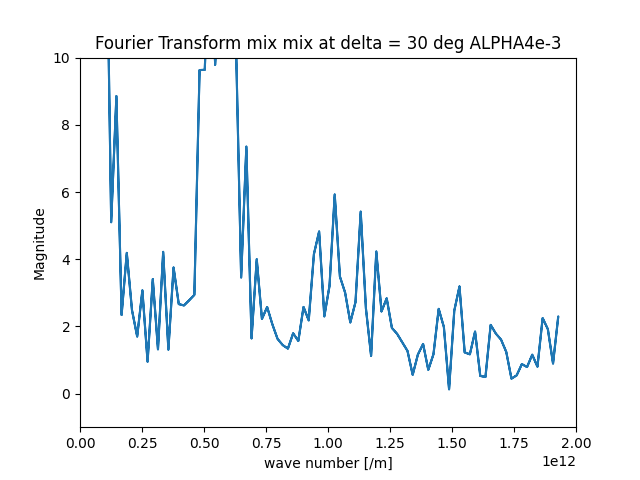 Fourier Transform mix mix at delta = 30 deg ALPHA4e-3
10
8
6
4
2
0
Magnitude
0.00 0.25 0.50 0.75 1.00 1.25 1.50 1.75 2.00
1e12
wave number [/m]